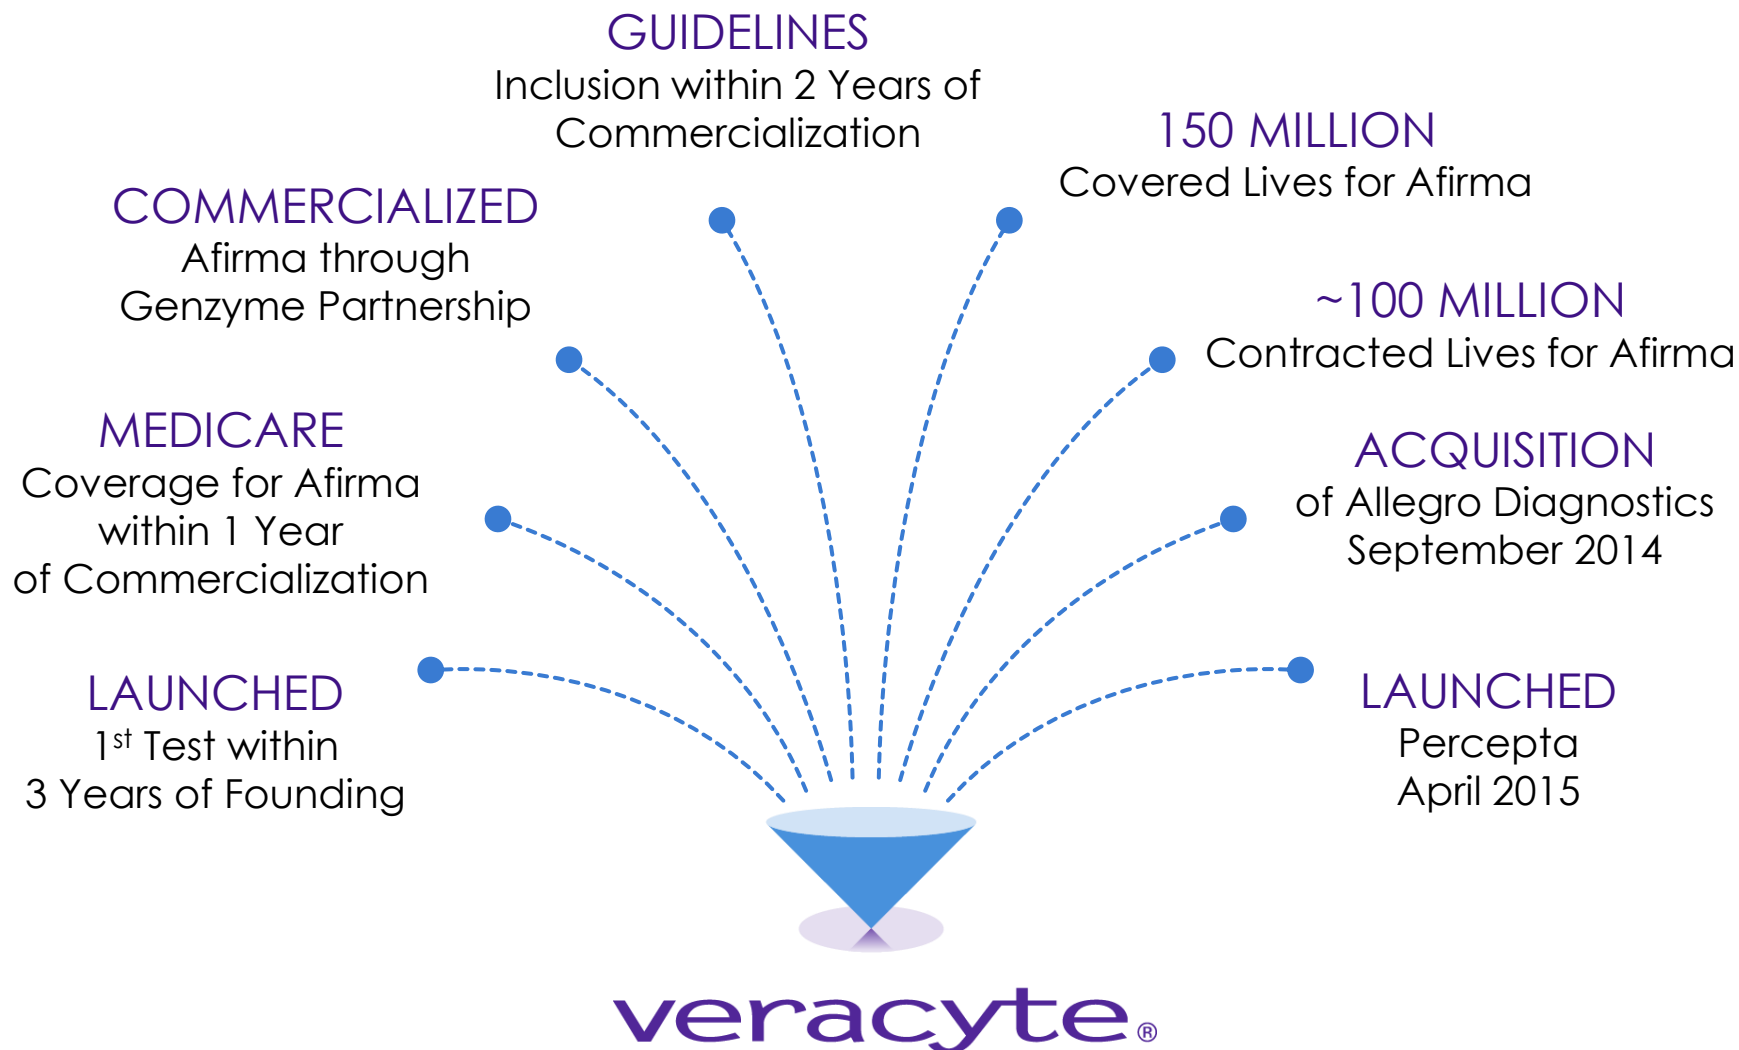 GUIDELINES
Inclusion within 2 Years of
Commercialization
150 MILLION
Covered Lives for Afirma
COMMERCIALIZED
Afirma through
Genzyme Partnership
~100 MILLION
Contracted Lives for Afirma
MEDICARE
Coverage for Afirma
within 1 Year
of Commercialization
ACQUISITION
of Allegro Diagnostics
September 2014
LAUNCHED
1st Test within
3 Years of Founding
LAUNCHED
Percepta
April 2015
veracyte®